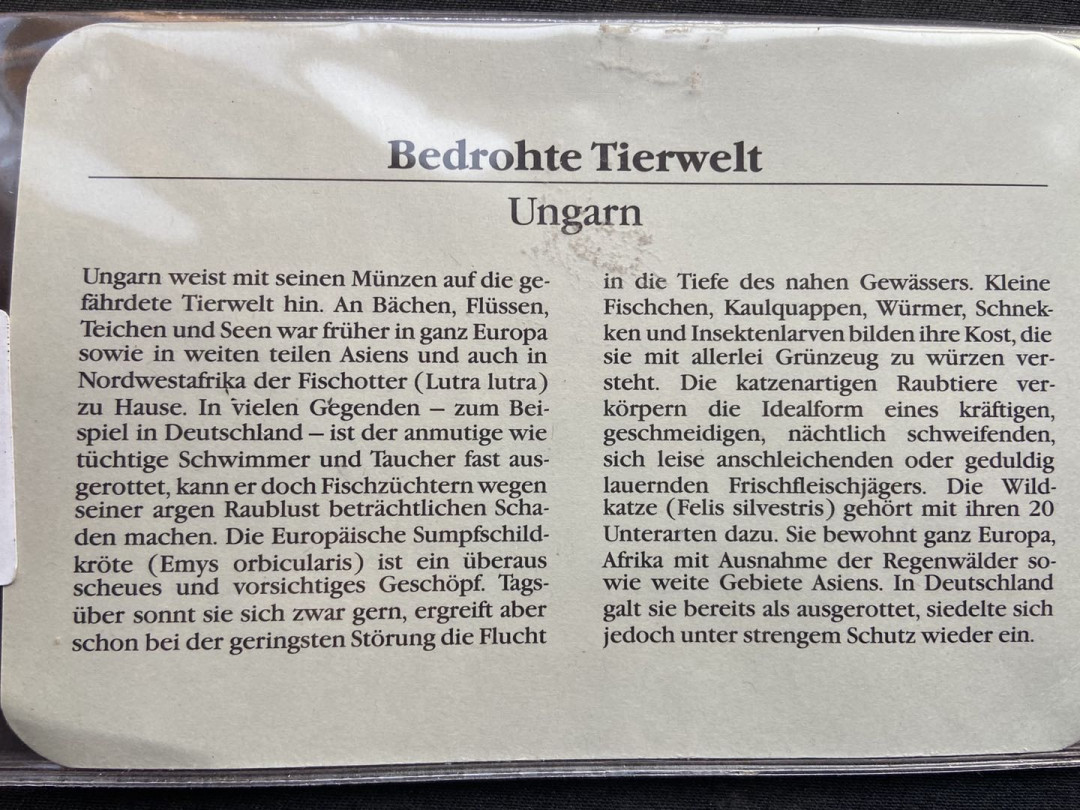 Bedrohte Tierwelt
Ungarn
Ungarn weist mit seinen Münzen auf die ge-
fährdete Tierwelt hin. An Bächen, Flüssen,
Teichen und Seen war früher in ganz Europa
sowie in weiten teilen Asiens und auch in
Nordwestafrika der Fischotter (Lutra lutra)
zu Hause. In vielen Gegenden – zum Bei-
spiel in Deutschland – ist der anmutige wie
tüchtige Schwimmer und Taucher fast aus-
gerottet, kann er doch Fischzüchtern wegen
seiner argen Raublust beträchtlichen Scha-
den machen. Die Europäische Sumpfschild-
kröte (Emys orbicularis) ist ein überaus
scheues und vorsichtiges Geschöpf. Tags-
über sonnt sie sich zwar gern, ergreift aber
schon bei der geringsten Störung die Flucht
in die Tiefe des nahen Gewässers. Kleine
Fischchen, Kaulquappen, Würmer, Schnek-
ken und Insektenlarven bilden ihre Kost, die
sie mit allerlei Grünzeug zu würzen ver-
steht. Die katzenartigen Raubtiere ver-
körpern die Idealform eines kräftigen,
geschmeidigen, nächtlich schweifenden,
sich leise anschleichenden oder geduldig
lauernden Frischfleischjägers. Die Wild-
katze (Felis silvestris) gehört mit ihren 20
Unterarten dazu. Sie bewohnt ganz Europa,
Afrika mit Ausnahme der Regenwälder so-
wie weite Gebiete Asiens. In Deutschland
galt sie bereits als ausgerottet, siedelte sich
jedoch unter strengem Schutz wieder ein.